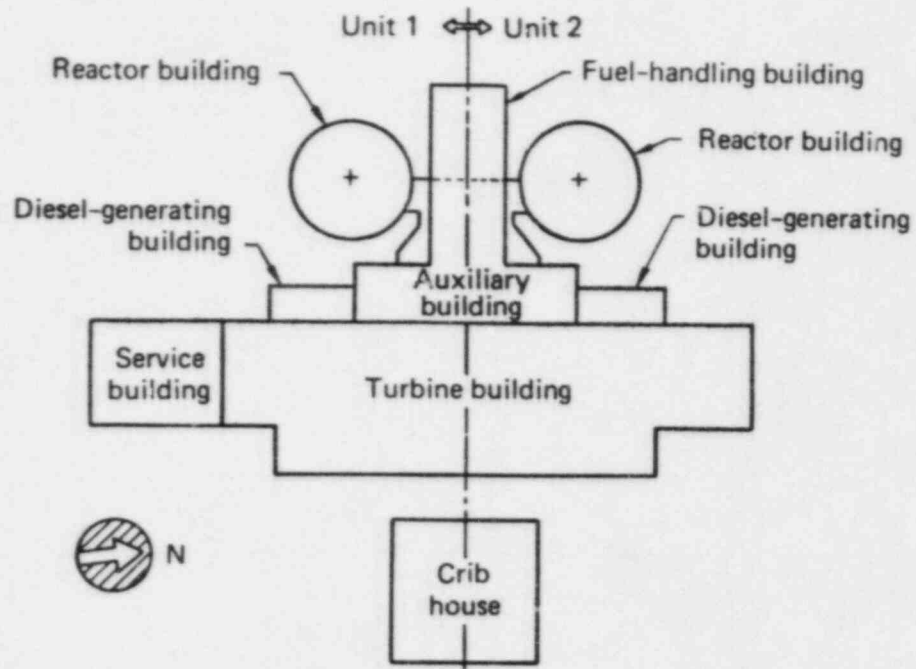 Unit 1
Unit 2
Reactor building
Fuel-handling building
Reactor building
Diesel-generating
building
Diesel-generating
building
Auxiliary
building
Service
building
Turbine building
N
Crib
house